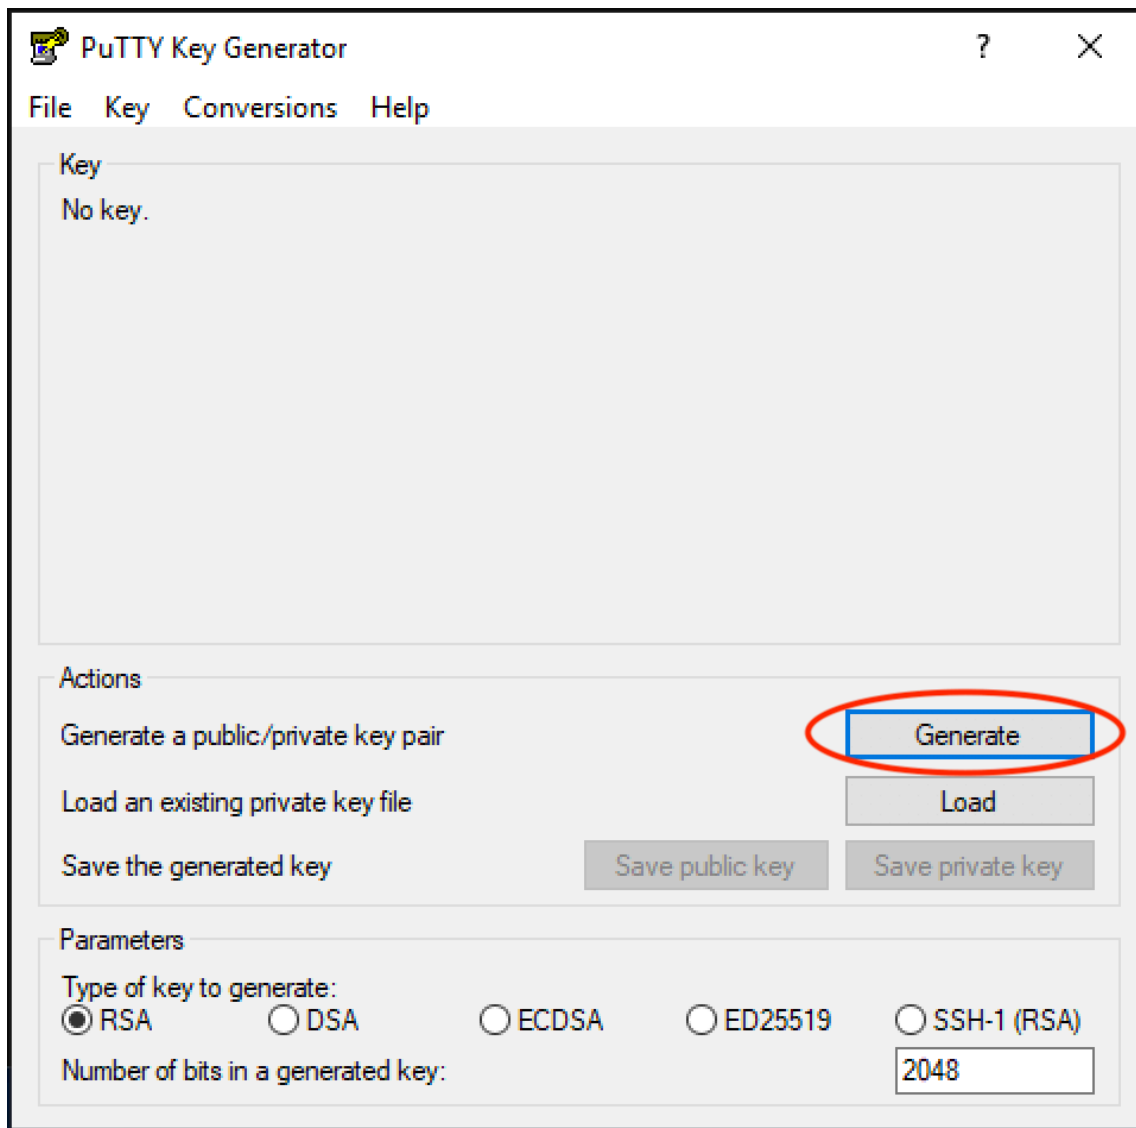 PuTTY Key Generator ?
File Key Conversions Help
Key
No key.
Actions
Generate a public/private key pair Generate
Load an existing private key file Load
Save the generated key Save public key Save private key
Parameters
Type of key to generate:
RSA DSA ECDSA ED25519 SSH-1 (RSA)
Number of bits in a generated key: 2048